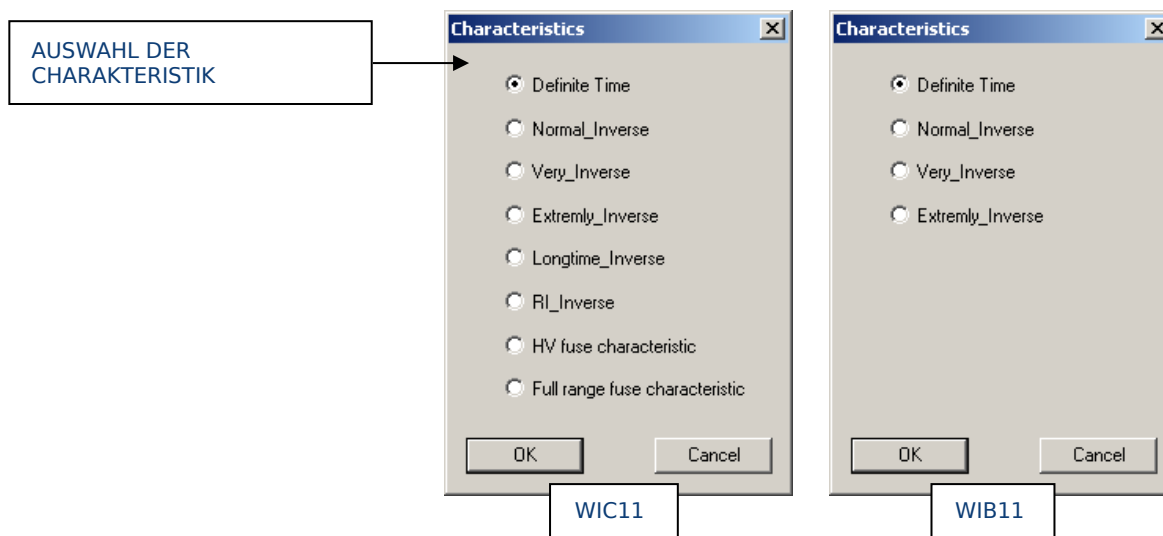 AUSWAHL DER
CHARAKTERISTIK
Characteristics
Definite Time
Normal_Inverse
Very_Inverse
Extremly_Inverse
Longtime_Inverse
RI_Inverse
HV fuse characteristic
Full range fuse characteristic
OK
Cancel
WIC11
Characteristics
Definite Time
Normal_Inverse
Very_Inverse
Extremly_Inverse
OK
Cancel
WIB11